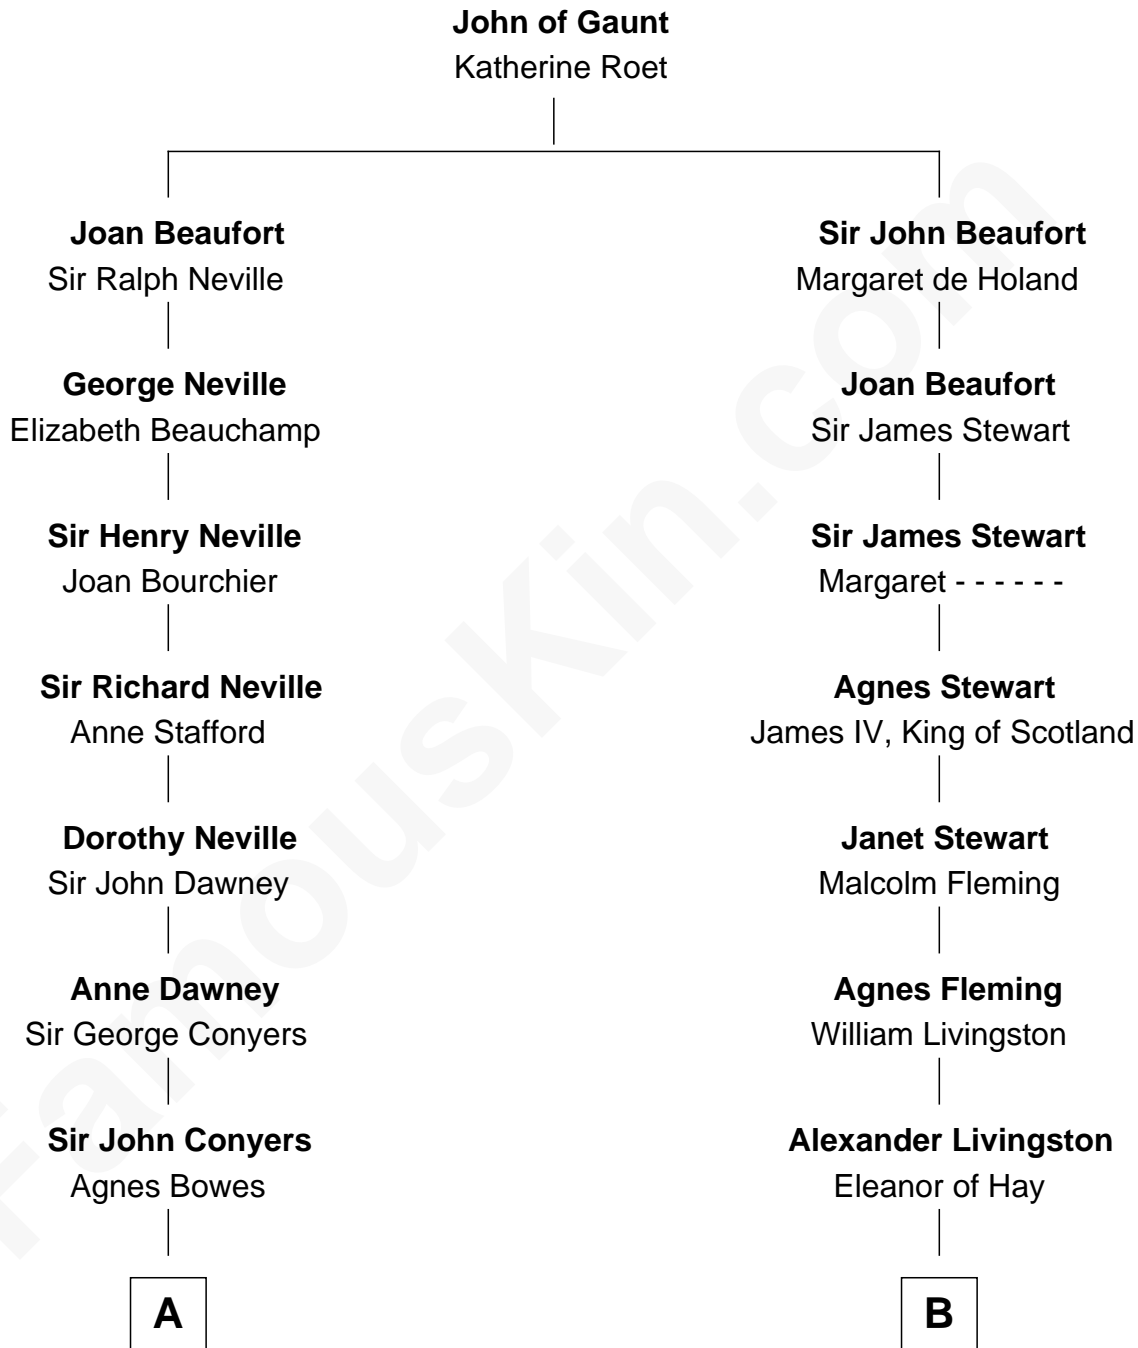 John of Gaunt
Katherine Roet
Joan Beaufort
Sir Ralph Neville
Sir John Beaufort
Margaret de Holand
George Neville
Elizabeth Beauchamp
Joan Beaufort
Sir James Stewart
Sir Henry Neville
Joan Bourchier
Sir James Stewart
Margaret - - - - - -
Sir Richard Neville
Anne Stafford
Agnes Stewart
James IV, King of Scotland
Dorothy Neville
Sir John Dawney
Janet Stewart
Malcolm Fleming
Anne Dawney
Sir George Conyers
Agnes Fleming
William Livingston
Sir John Conyers
Agnes Bowes
Alexander Livingston
Eleanor of Hay
A
B
FamousKin.com